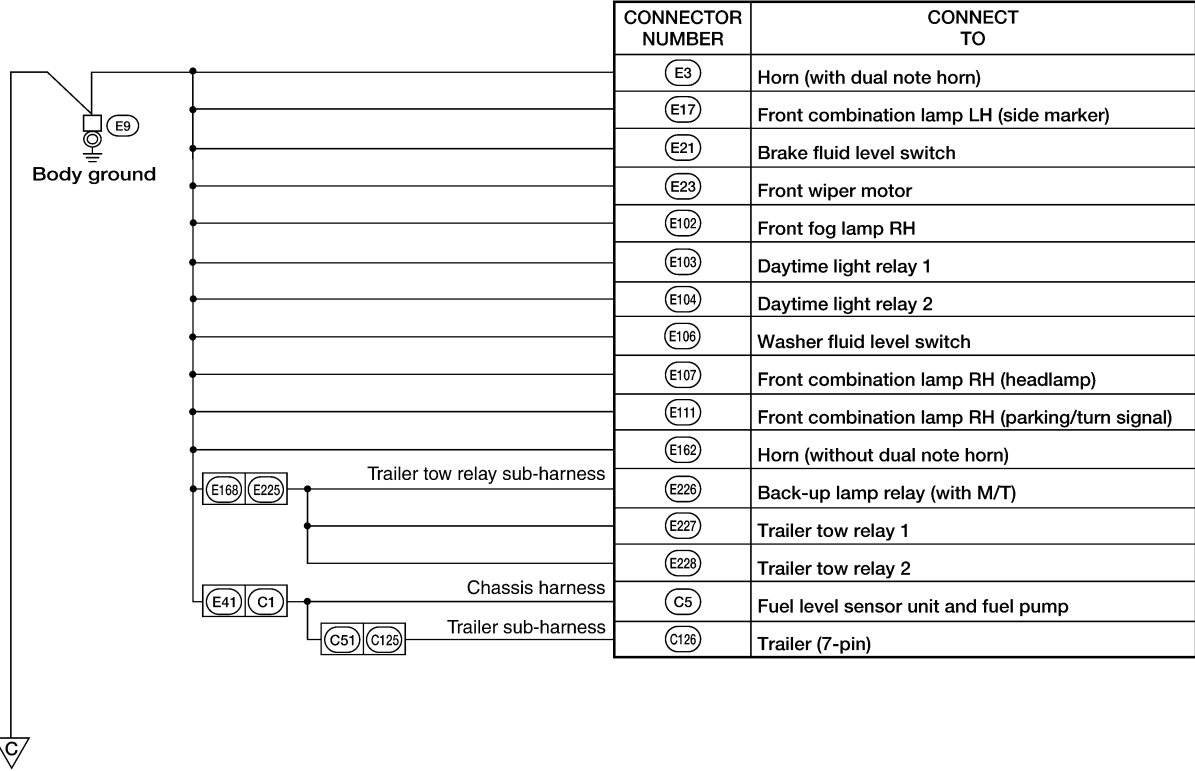 CONNECTOR NUMBER
CONNECT TO
E3 Horn (with dual note horn)
E17 Front combination lamp LH (side marker)
E9
Body ground
E21 Brake fluid level switch
E23 Front wiper motor
E102 Front fog lamp RH
E103 Daytime light relay 1
E104 Daytime light relay 2
E106 Washer fluid level switch
E107 Front combination lamp RH (headlamp)
E111 Front combination lamp RH (parking/turn signal)
E162 Horn (without dual note horn)
Trailer tow relay sub-harness
E168 E225
E226 Back-up lamp relay (with M/T)
E227 Trailer tow relay 1
E228 Trailer tow relay 2
Chassis harness
E41 C1
C5 Fuel level sensor unit and fuel pump
Trailer sub-harness
C51 C125
C126 Trailer (7-pin)
C